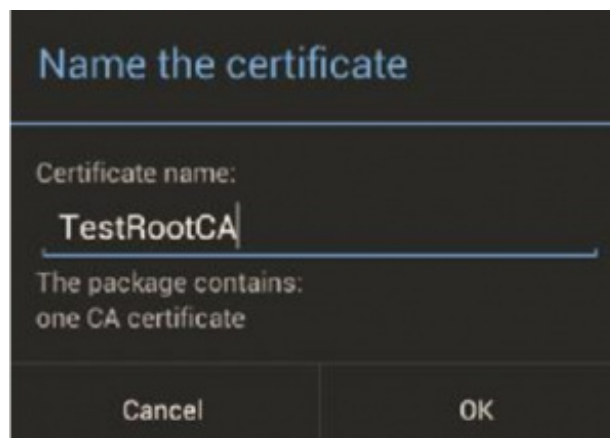 Name the certificate
Certificate name:
TestRootCA
The package contains:
one CA certificate
Cancel OK